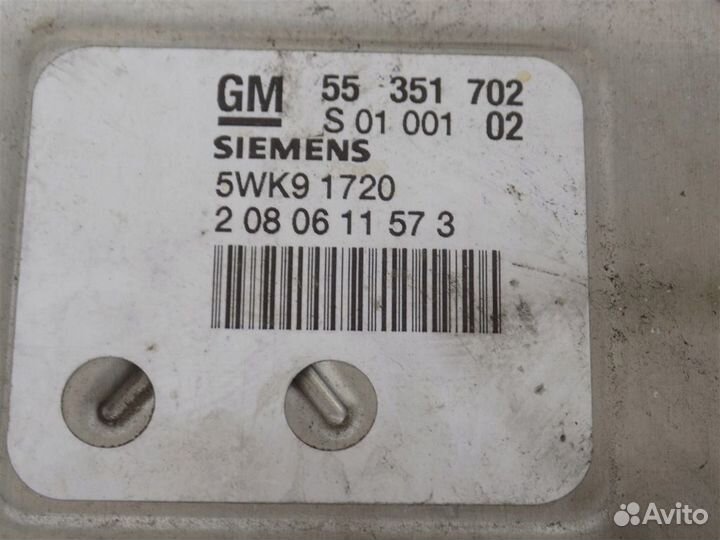 GM 55 351 702
S 01 001 02
SIEMENS
5WK9 1720
2 08 06 11 57 3
Avito